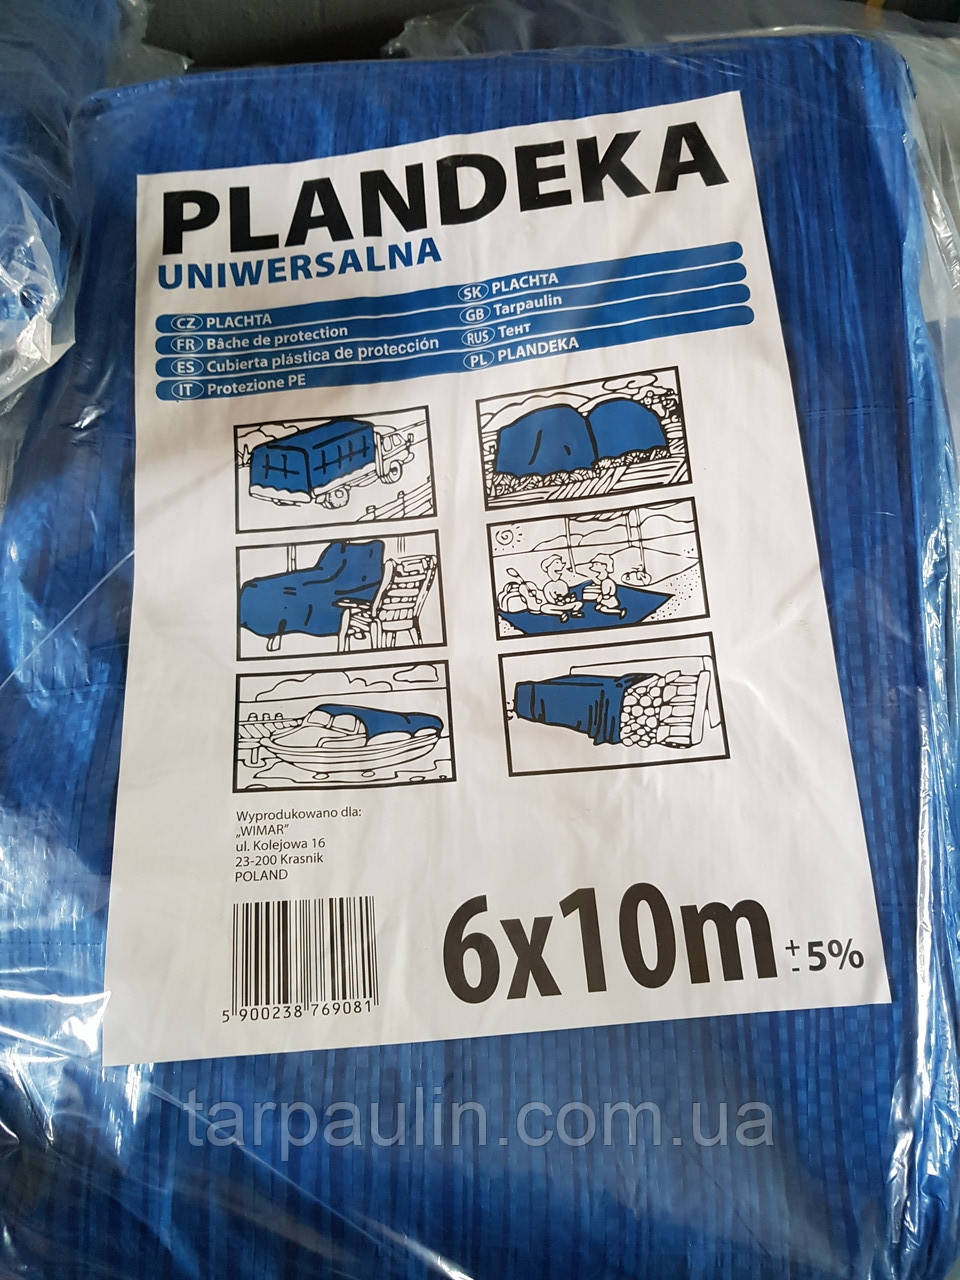 PLANDEKA
UNIWERSALNA
CZ PLACHTA
FR Bâche de protection
ES Cubierta plástica de protección
IT Protezione PE
SK PLACHTA
GB Tarpaulin
RUS Тент
PL PLANDEKA
Wyprodukowano dla:
„WIMAR”
ul. Kolejowa 16
23-200 Krasnik
POLAND
5 900238 769081
6x10m +- 5%
tarpaulin.com.ua